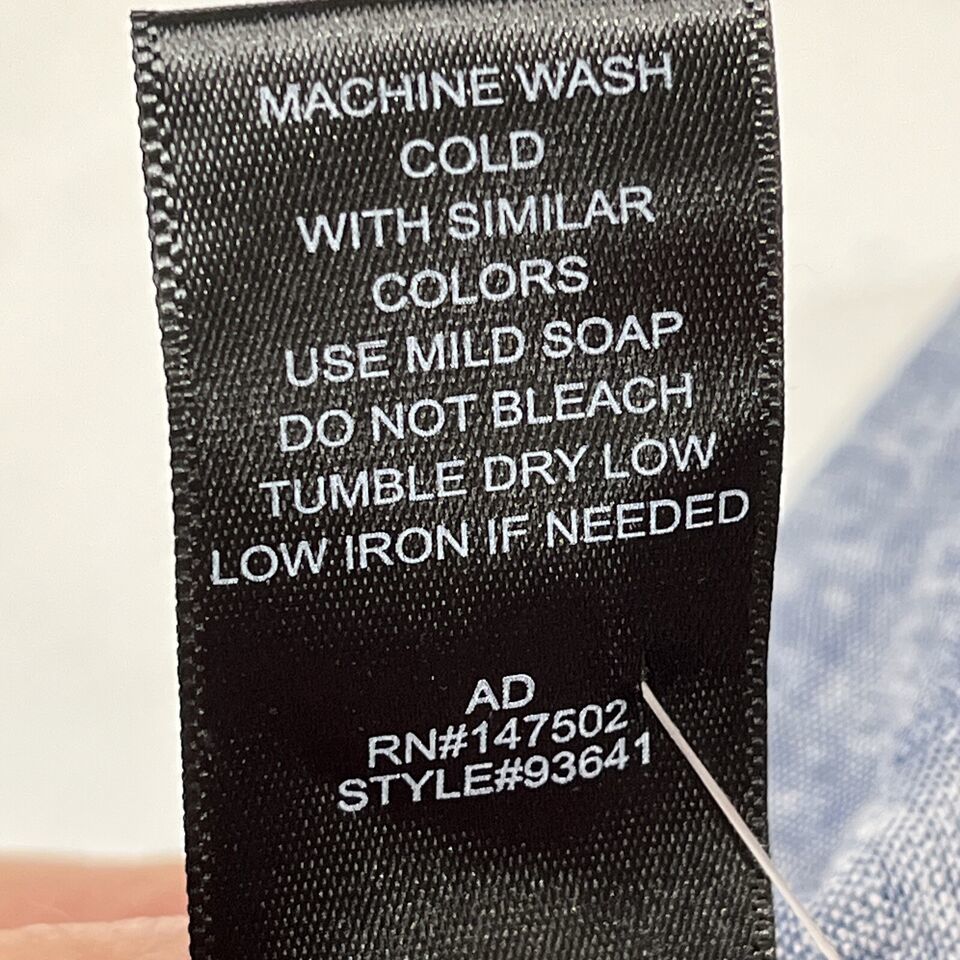 MACHINE WASH
COLD
WITH SIMILAR
COLORS
USE MILD SOAP
DO NOT BLEACH
TUMBLE DRY LOW
LOW IRON IF NEEDED
AD
RN#147502
STYLE#93641